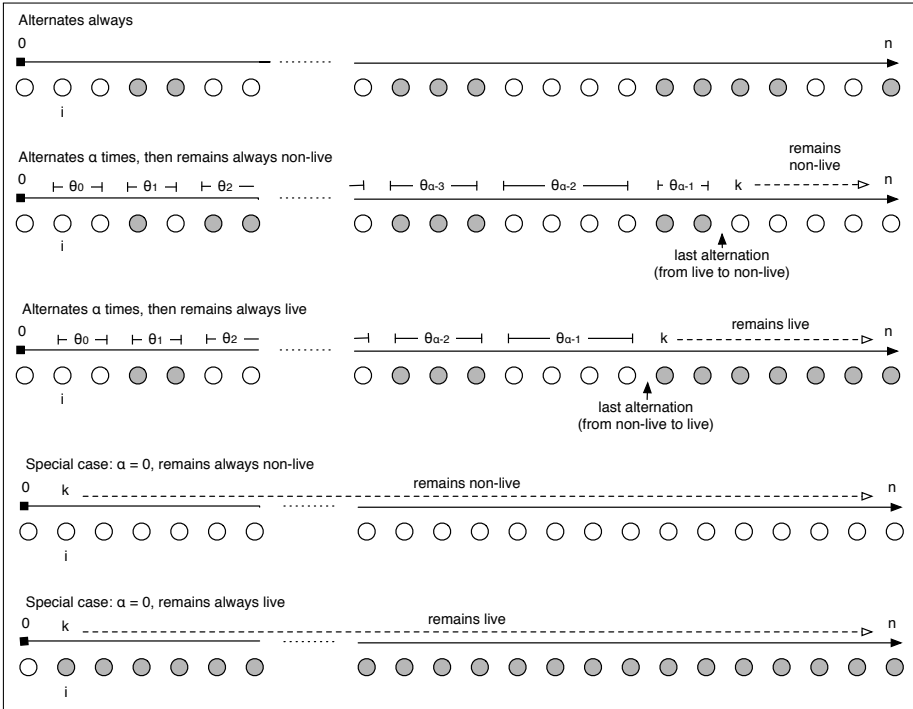 Alternates always
0 n
i
Alternates α times, then remains always non-live
remains
non-live
0 θ0 θ1 θ2 θα-3 θα-2 θα-1 k n
i
last alternation
(from live to non-live)
Alternates α times, then remains always live
0 θ0 θ1 θ2 θα-2 θα-1 k remains live n
i
last alternation
(from non-live to live)
Special case: α = 0, remains always non-live
0 k remains non-live n
i
Special case: α = 0, remains always live
0 k remains live n
i